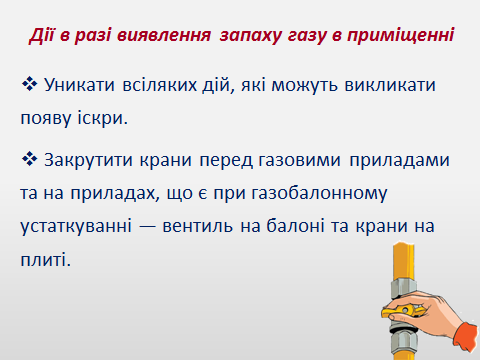 Дії в разі виявлення запаху газу в приміщенні
❖ Уникати всіляких дій, які можуть викликати
появу іскри.
❖ Закрутити крани перед газовими приладами
та на приладах, що є при газобалонному
устаткуванні — вентиль на балоні та крани на
плиті.